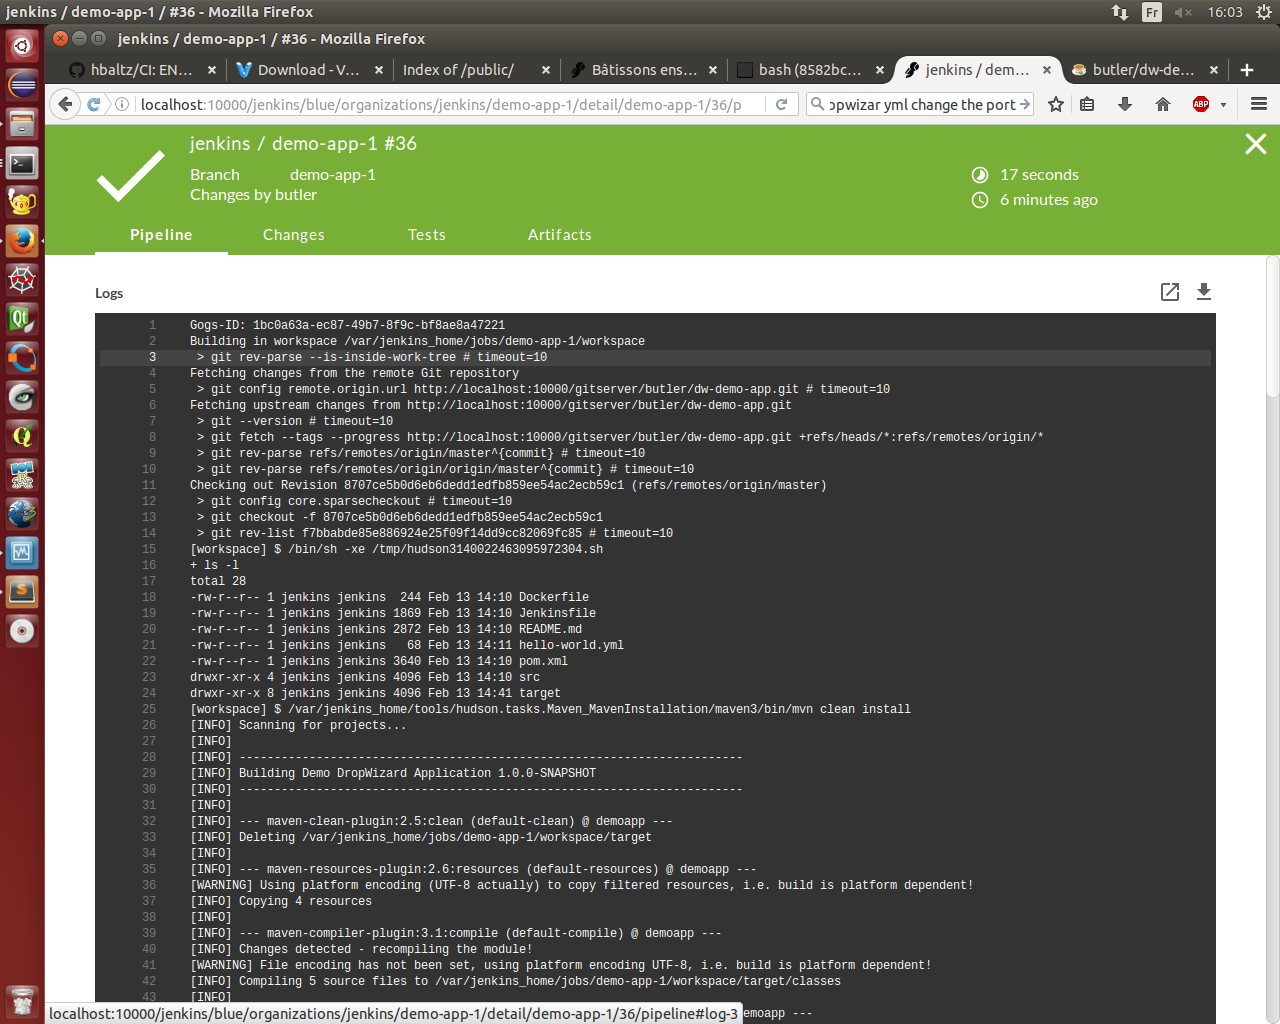 jenkins / demo-app-1 / #36 - Mozilla Firefox
Fr
16:03
jenkins / demo-app-1 / #36 - Mozilla Firefox
hbaltz/CI: EN...
Download - V...
Index of /public/
Bâtissons ens...
bash (8582bc...
jenkins / dem...
butler/dw-de...
localhost:10000/jenkins/blue/organizations/jenkins/demo-app-1/detail/demo-app-1/36/p
opwizar yml change the port
ABP
jenkins / demo-app-1 #36
Branch demo-app-1
Changes by butler
17 seconds
6 minutes ago
Pipeline
Changes
Tests
Artifacts
Logs
1 Gogs-ID: 1bc0a63a-ec87-49b7-8f9c-bf8ae8a47221
2 Building in workspace /var/jenkins_home/jobs/demo-app-1/workspace
3 > git rev-parse --is-inside-work-tree # timeout=10
4 Fetching changes from the remote Git repository
5 > git config remote.origin.url http://localhost:10000/gitserver/butler/dw-demo-app.git # timeout=10
6 Fetching upstream changes from http://localhost:10000/gitserver/butler/dw-demo-app.git
7 > git --version # timeout=10
8 > git fetch --tags --progress http://localhost:10000/gitserver/butler/dw-demo-app.git +refs/heads/*:refs/remotes/origin/*
9 > git rev-parse refs/remotes/origin/master^{commit} # timeout=10
10 > git rev-parse refs/remotes/origin/origin/master^{commit} # timeout=10
11 Checking out Revision 8707ce5b0d6eb6dedd1edfb859ee54ac2ecb59c1 (refs/remotes/origin/master)
12 > git config core.sparsecheckout # timeout=10
13 > git checkout -f 8707ce5b0d6eb6dedd1edfb859ee54ac2ecb59c1
14 > git rev-list f7bbabde85e886924e25f09f14dd9cc82069fc85 # timeout=10
15 [workspace] $ /bin/sh -xe /tmp/hudson3140022463095972304.sh
16 + ls -l
17 total 28
18 -rw-r--r-- 1 jenkins jenkins 244 Feb 13 14:10 Dockerfile
19 -rw-r--r-- 1 jenkins jenkins 1869 Feb 13 14:10 Jenkinsfile
20 -rw-r--r-- 1 jenkins jenkins 2872 Feb 13 14:10 README.md
21 -rw-r--r-- 1 jenkins jenkins 68 Feb 13 14:11 hello-world.yml
22 -rw-r--r-- 1 jenkins jenkins 3640 Feb 13 14:10 pom.xml
23 drwxr-xr-x 4 jenkins jenkins 4096 Feb 13 14:10 src
24 drwxr-xr-x 8 jenkins jenkins 4096 Feb 13 14:41 target
25 [workspace] $ /var/jenkins_home/tools/hudson.tasks.Maven_MavenInstallation/maven3/bin/mvn clean install
26 [INFO] Scanning for projects...
27 [INFO]
28 [INFO] ------------------------------------------------------------------------
29 [INFO] Building Demo DropWizard Application 1.0.0-SNAPSHOT
30 [INFO] ------------------------------------------------------------------------
31 [INFO]
32 [INFO] --- maven-clean-plugin:2.5:clean (default-clean) @ demoapp ---
33 [INFO] Deleting /var/jenkins_home/jobs/demo-app-1/workspace/target
34 [INFO]
35 [INFO] --- maven-resources-plugin:2.6:resources (default-resources) @ demoapp ---
36 [WARNING] Using platform encoding (UTF-8 actually) to copy filtered resources, i.e. build is platform dependent!
37 [INFO] Copying 4 resources
38 [INFO]
39 [INFO] --- maven-compiler-plugin:3.1:compile (default-compile) @ demoapp ---
40 [INFO] Changes detected - recompiling the module!
41 [WARNING] File encoding has not been set, using platform encoding UTF-8, i.e. build is platform dependent!
42 [INFO] Compiling 5 source files to /var/jenkins_home/jobs/demo-app-1/workspace/target/classes
43 [INFO]
emoapp ---
localhost:10000/jenkins/blue/organizations/jenkins/demo-app-1/detail/demo-app-1/36/pipeline#log-3